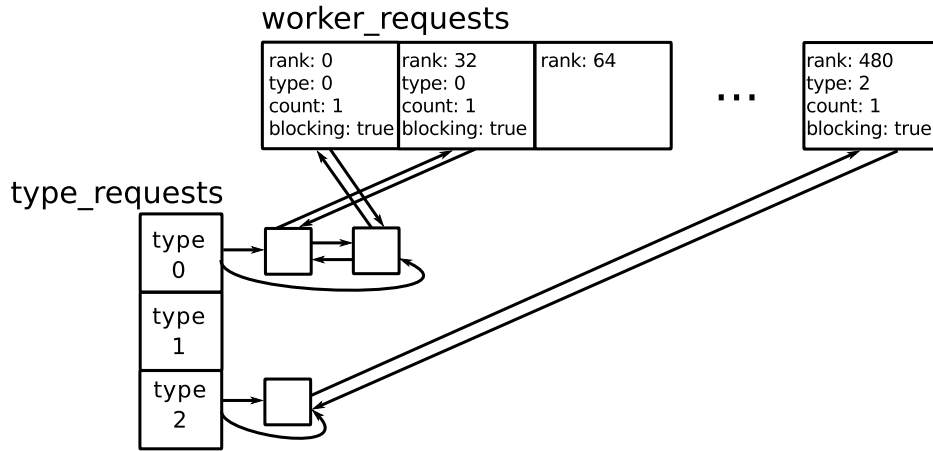 worker_requests
rank: 0
type: 0
count: 1
blocking: true
rank: 32
type: 0
count: 1
blocking: true
rank: 64
...
rank: 480
type: 2
count: 1
blocking: true
type_requests
type
0
type
1
type
2